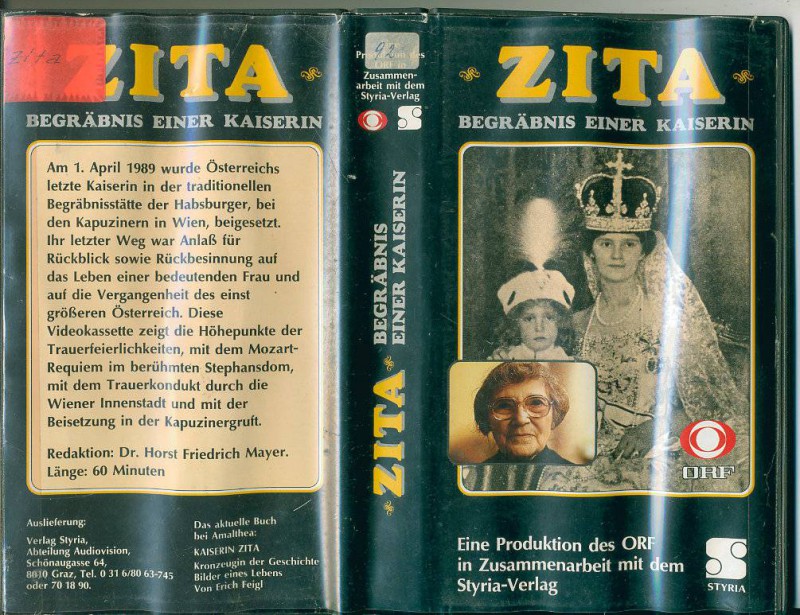 zita
ZITA
BEGRÄBNIS EINER KAISERIN
Am 1. April 1989 wurde Österreichs
letzte Kaiserin in der traditionellen
Begräbnisstätte der Habsburger, bei
den Kapuzinern in Wien, beigesetzt.
Ihr letzter Weg war Anlaß für
Rückblick sowie Rückbesinnung auf
das Leben einer bedeutenden Frau und
auf die Vergangenheit des einst
größeren Österreich. Diese
Videokassette zeigt die Höhepunkte der
Trauerfeierlichkeiten, mit dem Mozart-
Requiem im berühmten Stephansdom,
mit dem Trauerkondukt durch die
Wiener Innenstadt und mit der
Beisetzung in der Kapuzinergruft.
Redaktion: Dr. Horst Friedrich Mayer.
Länge: 60 Minuten
Auslieferung:
Verlag Styria,
Abteilung Audiovision,
Schönaugasse 64,
8010 Graz, Tel. 0 31 6/80 63-745
oder 70 18 90.
Das aktuelle Buch
bei Amalthea:
KAISERIN ZITA
Kronzeugin der Geschichte
Bilder eines Lebens
Von Erich Feigl
des
ORF in
Zusammen-
arbeit mit dem
Styria-Verlag
ZITA
BEGRÄBNIS
EINER KAISERIN
ZITA
BEGRÄBNIS EINER KAISERIN
ORF
Eine Produktion des ORF
in Zusammenarbeit mit dem
Styria-Verlag
STYRIA